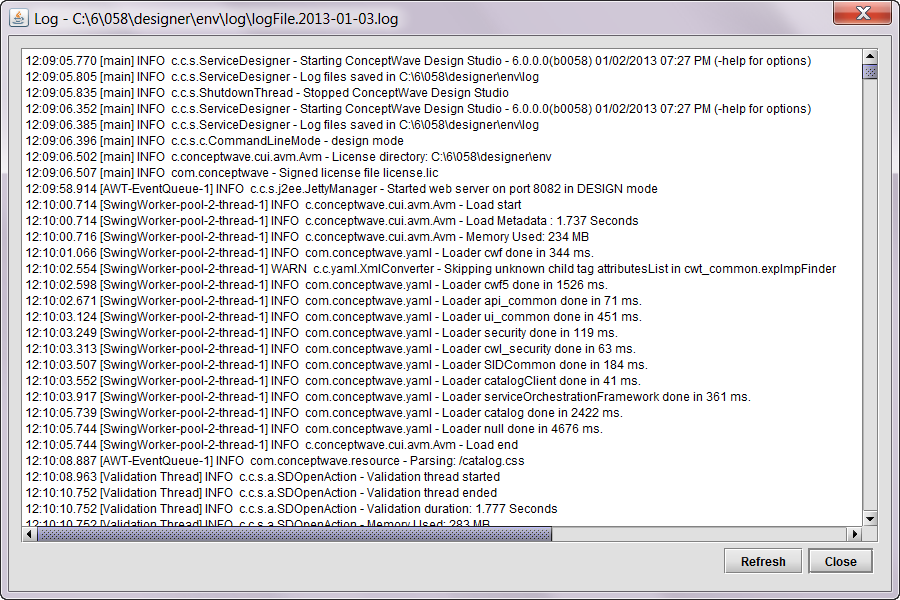 Log - C:\6\058\designer\env\log\logFile.2013-01-03.log
12:09:05.770 [main] INFO  c.c.s.ServiceDesigner - Starting ConceptWave Design Studio - 6.0.0.0(b0058) 01/02/2013 07:27 PM (-help for options)
12:09:05.805 [main] INFO  c.c.s.ServiceDesigner - Log files saved in C:\6\058\designer\env\log
12:09:05.835 [main] INFO  c.c.s.ShutdownThread - Stopped ConceptWave Design Studio
12:09:06.352 [main] INFO  c.c.s.ServiceDesigner - Starting ConceptWave Design Studio - 6.0.0.0(b0058) 01/02/2013 07:27 PM (-help for options)
12:09:06.385 [main] INFO  c.c.s.ServiceDesigner - Log files saved in C:\6\058\designer\env\log
12:09:06.396 [main] INFO  c.c.s.c.CommandLineMode - design mode
12:09:06.502 [main] INFO  c.conceptwave.cui.avm.Avm - License directory: C:\6\058\designer\env
12:09:06.507 [main] INFO  com.conceptwave - Signed license file license.lic
12:09:58.914 [AWT-EventQueue-1] INFO  c.c.s.j2ee.JettyManager - Started web server on port 8082 in DESIGN mode
12:10:00.714 [SwingWorker-pool-2-thread-1] INFO  c.conceptwave.cui.avm.Avm - Load start
12:10:00.714 [SwingWorker-pool-2-thread-1] INFO  c.conceptwave.cui.avm.Avm - Load Metadata : 1.737 Seconds
12:10:00.716 [SwingWorker-pool-2-thread-1] INFO  c.conceptwave.cui.avm.Avm - Memory Used: 234 MB
12:10:01.066 [SwingWorker-pool-2-thread-1] INFO  com.conceptwave.yaml - Loader cwf done in 344 ms.
12:10:02.554 [SwingWorker-pool-2-thread-1] WARN  c.c.yaml.XmlConverter - Skipping unknown child tag attributesList in cwt_common.expImpFinder
12:10:02.598 [SwingWorker-pool-2-thread-1] INFO  com.conceptwave.yaml - Loader cwf5 done in 1526 ms.
12:10:02.671 [SwingWorker-pool-2-thread-1] INFO  com.conceptwave.yaml - Loader api_common done in 71 ms.
12:10:03.124 [SwingWorker-pool-2-thread-1] INFO  com.conceptwave.yaml - Loader ui_common done in 451 ms.
12:10:03.249 [SwingWorker-pool-2-thread-1] INFO  com.conceptwave.yaml - Loader security done in 119 ms.
12:10:03.313 [SwingWorker-pool-2-thread-1] INFO  com.conceptwave.yaml - Loader cwl_security done in 63 ms.
12:10:03.507 [SwingWorker-pool-2-thread-1] INFO  com.conceptwave.yaml - Loader SIDCommon done in 184 ms.
12:10:03.552 [SwingWorker-pool-2-thread-1] INFO  com.conceptwave.yaml - Loader catalogClient done in 41 ms.
12:10:03.917 [SwingWorker-pool-2-thread-1] INFO  com.conceptwave.yaml - Loader serviceOrchestrationFramework done in 361 ms.
12:10:05.739 [SwingWorker-pool-2-thread-1] INFO  com.conceptwave.yaml - Loader catalog done in 2422 ms.
12:10:05.744 [SwingWorker-pool-2-thread-1] INFO  com.conceptwave.yaml - Loader null done in 4676 ms.
12:10:05.744 [SwingWorker-pool-2-thread-1] INFO  c.conceptwave.cui.avm.Avm - Load end
12:10:08.887 [AWT-EventQueue-1] INFO  com.conceptwave.resource - Parsing: /catalog.css
12:10:08.963 [Validation Thread] INFO  c.c.s.a.SDOpenAction - Validation thread started
12:10:10.752 [Validation Thread] INFO  c.c.s.a.SDOpenAction - Validation thread ended
12:10:10.752 [Validation Thread] INFO  c.c.s.a.SDOpenAction - Validation duration: 1.777 Seconds
12:10:10.752 [Validation Thread] INFO  c.c.s.a.SDOpenAction - Memory Used: 283 MB
Refresh Close